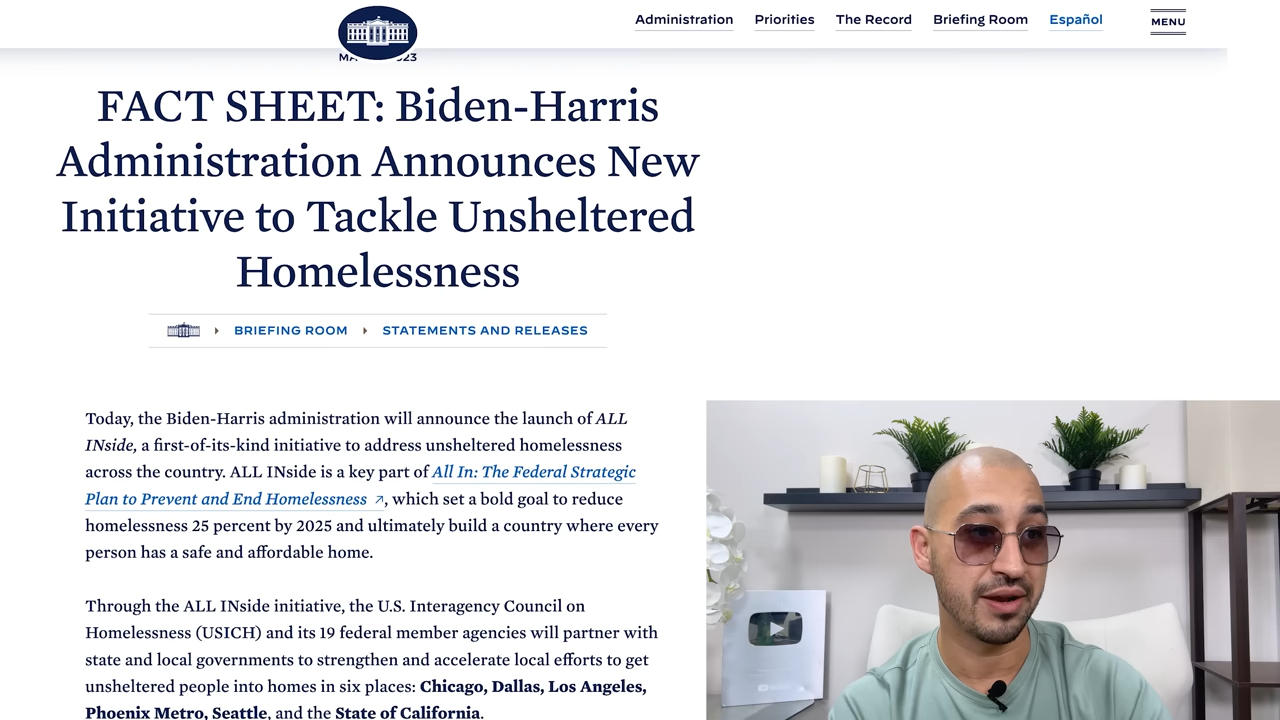 Administration Priorities The Record Briefing Room Español MENU
FACT SHEET: Biden-Harris
Administration Announces New
Initiative to Tackle Unsheltered
Homelessness
BRIEFING ROOM STATEMENTS AND RELEASES
Today, the Biden-Harris administration will announce the launch of ALL
INside, a first-of-its-kind initiative to address unsheltered homelessness
across the country. ALL INside is a key part of All In: The Federal Strategic
Plan to Prevent and End Homelessness ↗, which set a bold goal to reduce
homelessness 25 percent by 2025 and ultimately build a country where every
person has a safe and affordable home.
Through the ALL INside initiative, the U.S. Interagency Council on
Homelessness (USICH) and its 19 federal member agencies will partner with
state and local governments to strengthen and accelerate local efforts to get
unsheltered people into homes in six places: Chicago, Dallas, Los Angeles,
Phoenix Metro, Seattle, and the State of California.